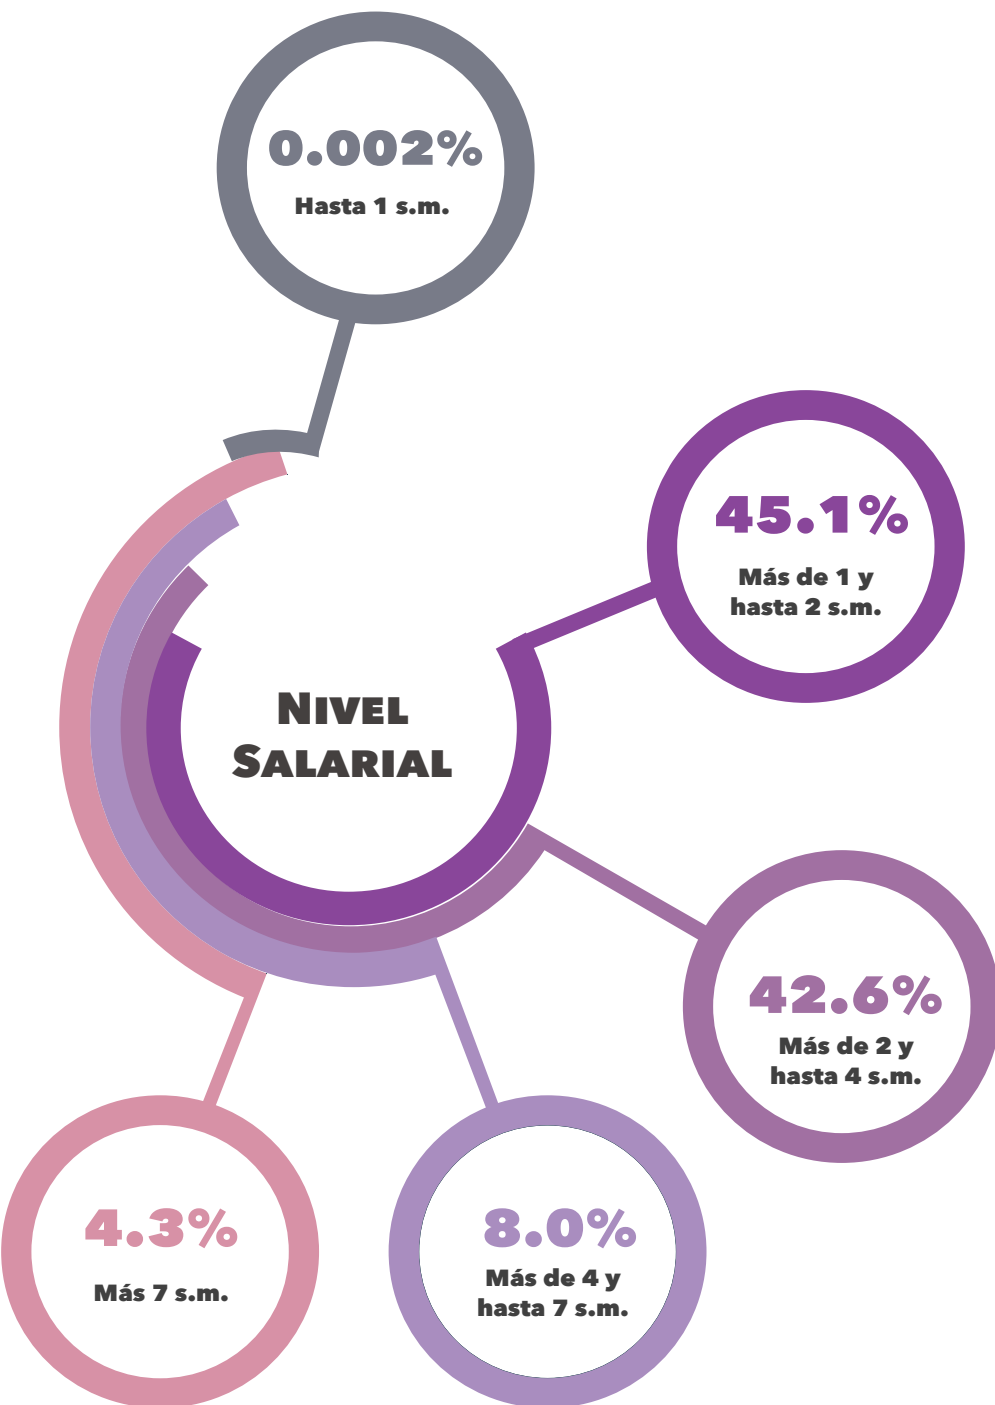 0.002%
Hasta 1 s.m.
45.1%
Más de 1 y
hasta 2 s.m.
NIVEL
SALARIAL
42.6%
Más de 2 y
hasta 4 s.m.
4.3%
Más 7 s.m.
8.0%
Más de 4 y
hasta 7 s.m.